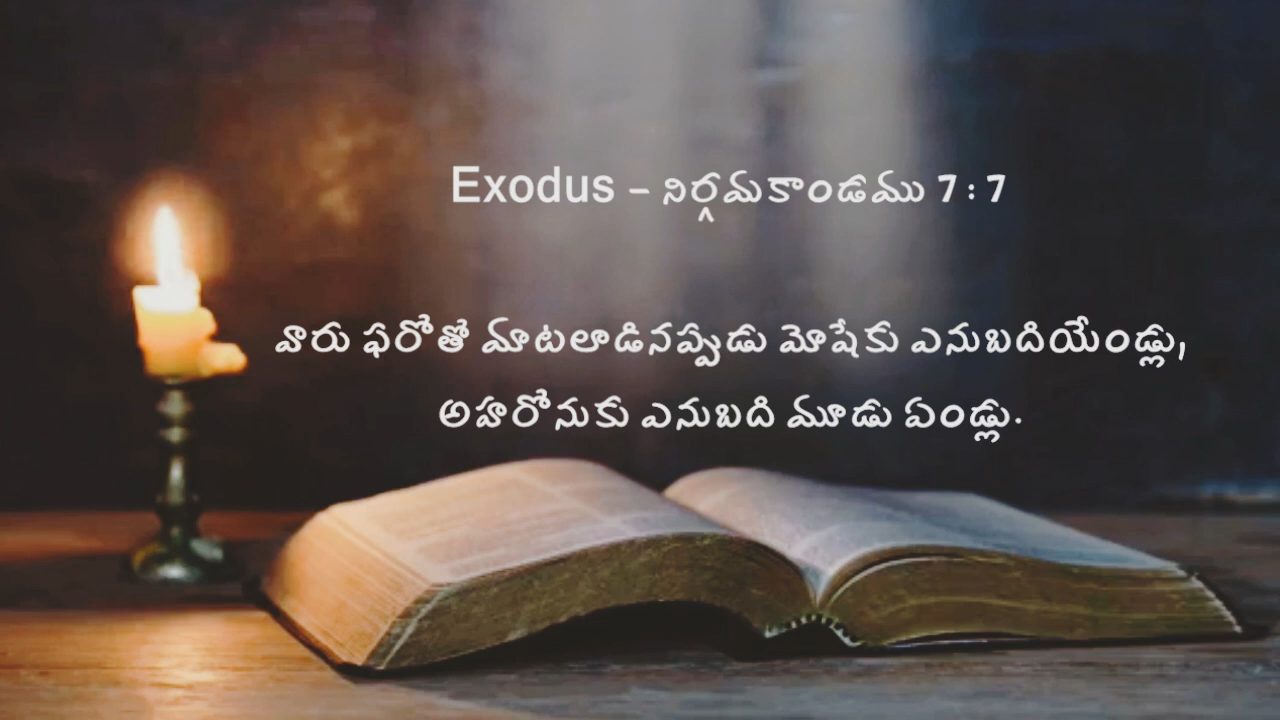 Exodus - నిర్గమకాండము 7 : 7
వారు ఫరోతో మాటలాడినప్పుడు మోషేకు ఎనుబదియేండ్లు,
అహరోనుకు ఎనుబది మూడు ఏండ్లు.